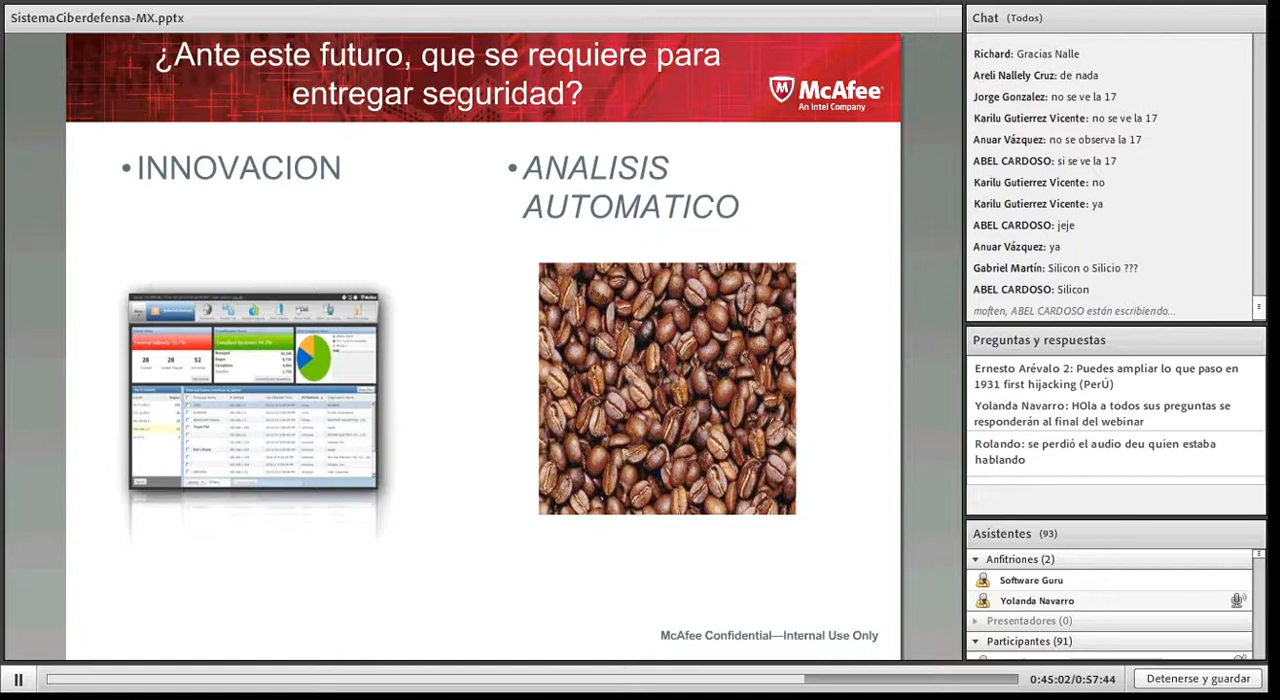 SistemaCiberdefensa-MX.pptx
¿Ante este futuro, que se requiere para
entregar seguridad?
McAfee
An Intel Company
• INNOVACION
• ANALISIS
AUTOMATICO
28 28 52
McAfee Confidential—Internal Use Only
Chat (Todos)
Richard: Gracias Nalle
Areli Nallely Cruz: de nada
Jorge Gonzalez: no se ve la 17
Karilu Gutierrez Vicente: no se ve la 17
Anuar Vázquez: no se observa la 17
ABEL CARDOSO: si se ve la 17
Karilu Gutierrez Vicente: no
Karilu Gutierrez Vicente: ya
ABEL CARDOSO: jeje
Anuar Vázquez: ya
Gabriel Martín: Silicon o Silicio ???
ABEL CARDOSO: Silicon
moften, ABEL CARDOSO están escribiendo...
Preguntas y respuestas
Ernesto Arévalo 2: Puedes ampliar lo que paso en
1931 first hijacking (PerÚ)
Yolanda Navarro: HOla a todos sus preguntas se
responderán al final del webinar
Rolando: se perdió el audio deu quien estaba
hablando
Asistentes (93)
Anfitriones (2)
Software Guru
Yolanda Navarro
Presentadores (0)
Participantes (91)
0:45:02/0:57:44
Detenerse y guardar